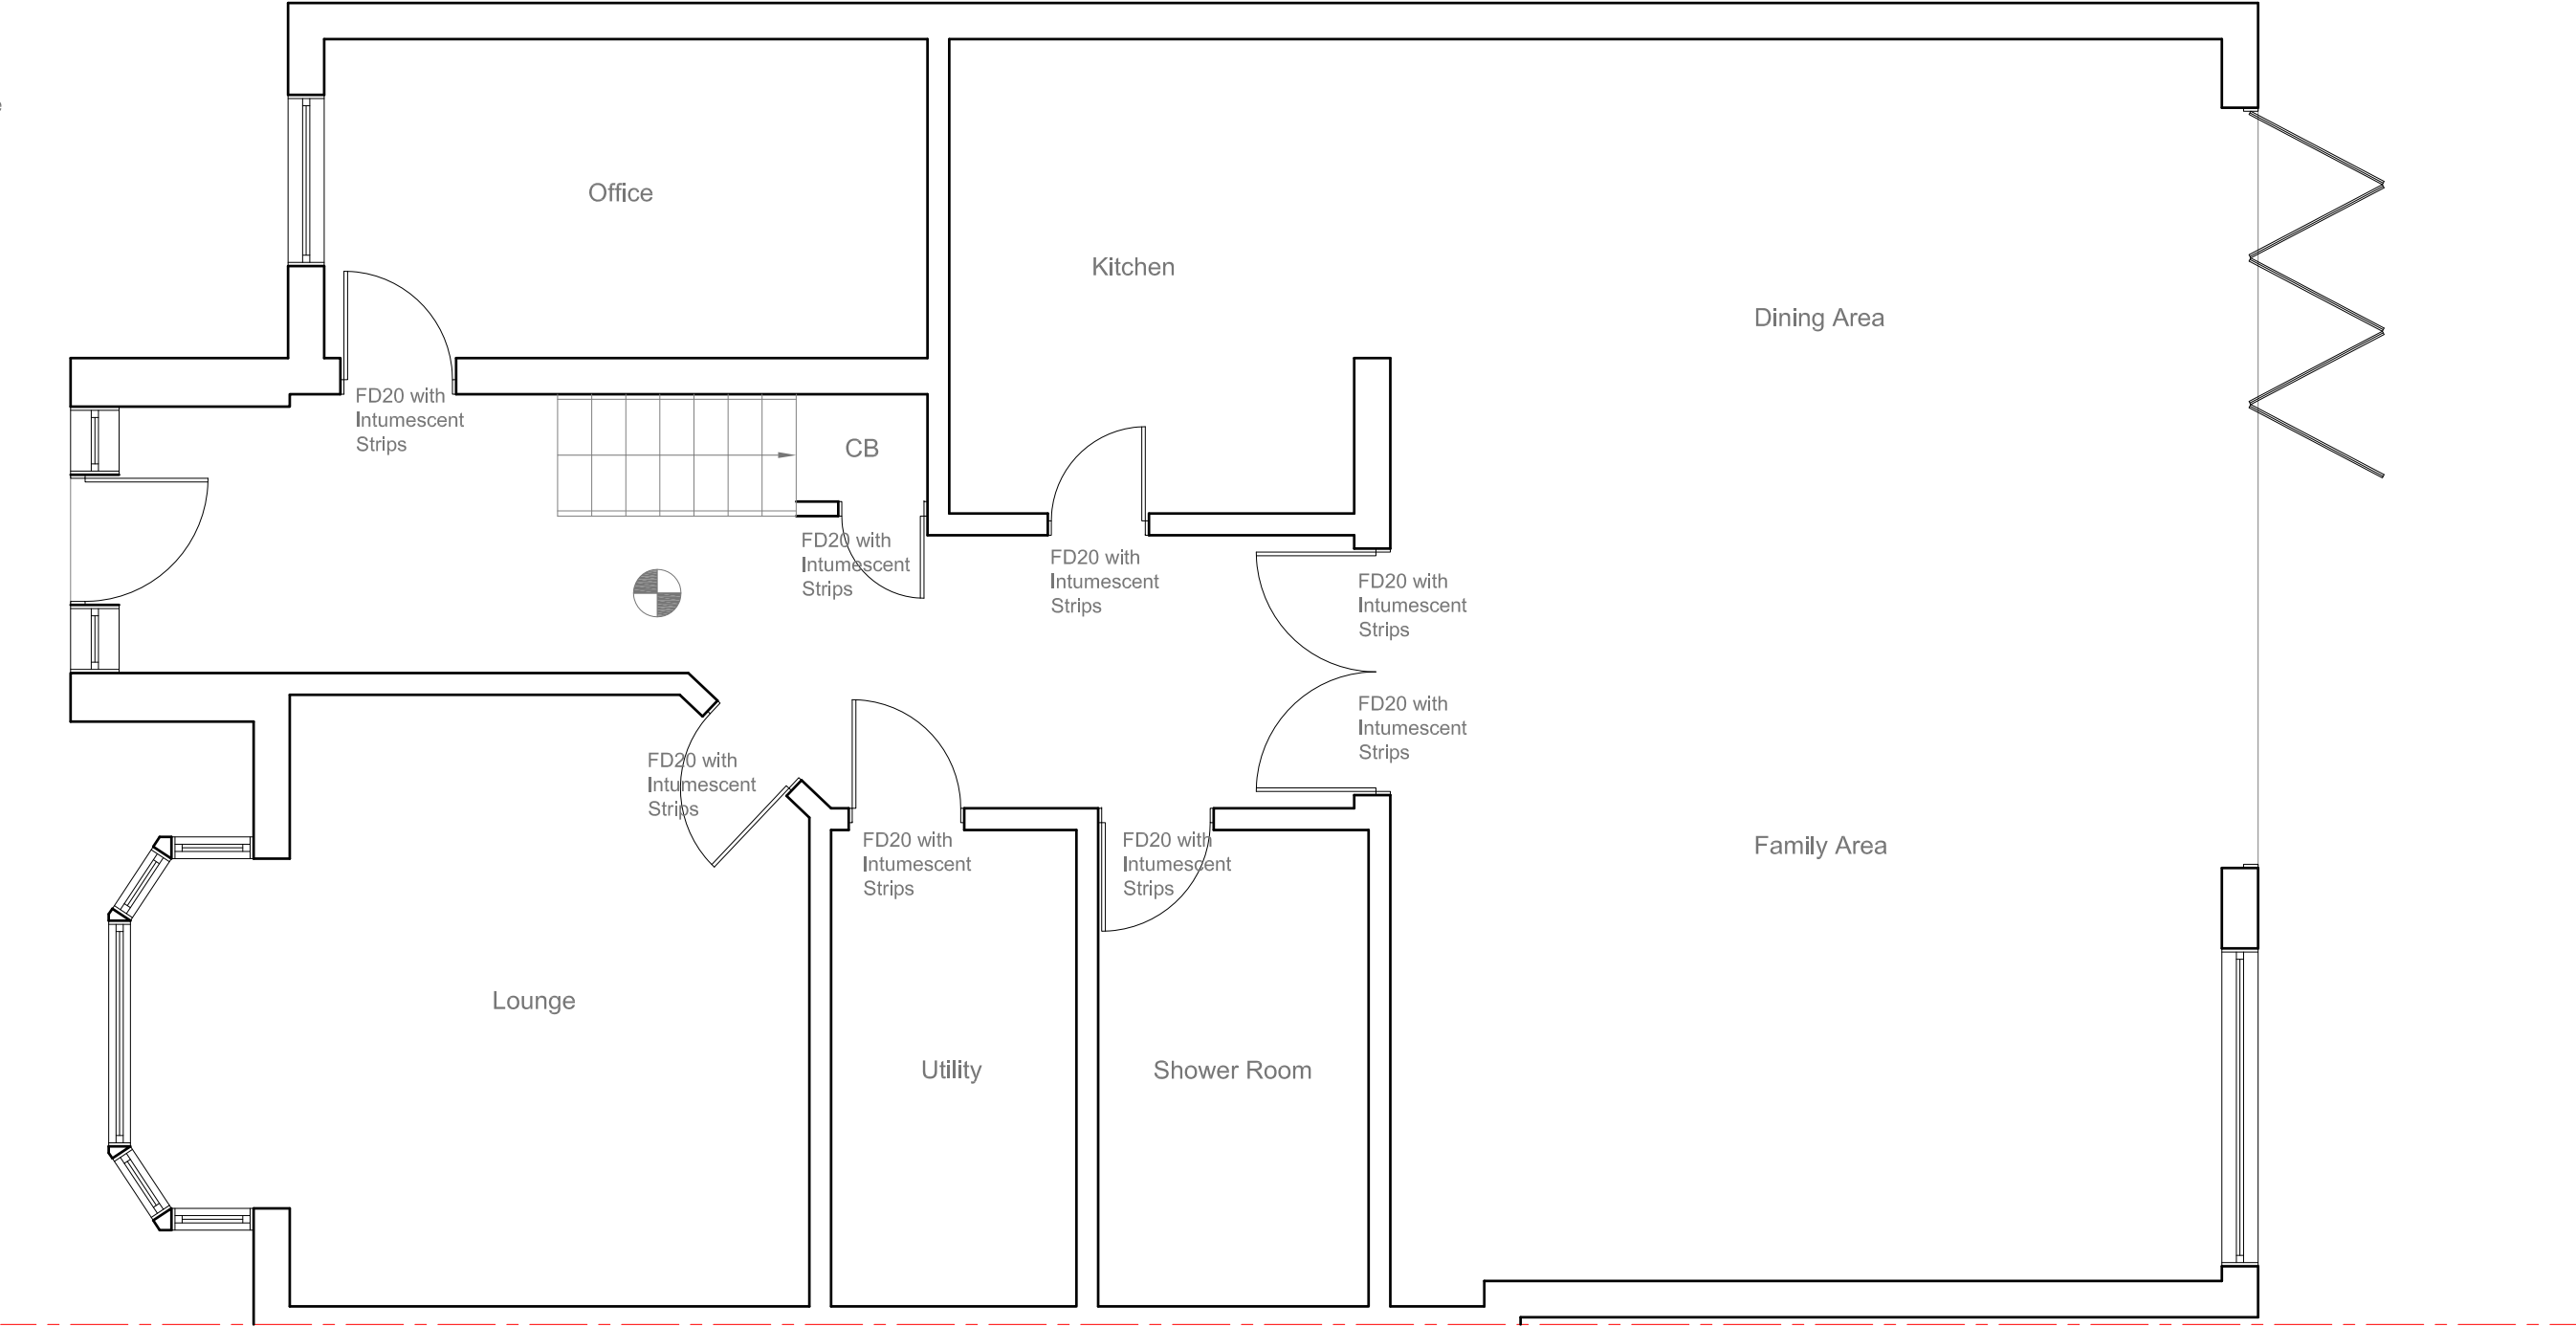 Office
Kitchen
Dining Area
FD20 with
Intumescent
Strips
CB
FD20 with
Intumescent
Strips
FD20 with
Intumescent
Strips
FD20 with
Intumescent
Strips
FD20 with
Intumescent
Strips
FD20 with
Intumescent
Strips
FD20 with
Intumescent
Strips
FD20 with
Intumescent
Strips
Family Area
Lounge
Utility
Shower Room